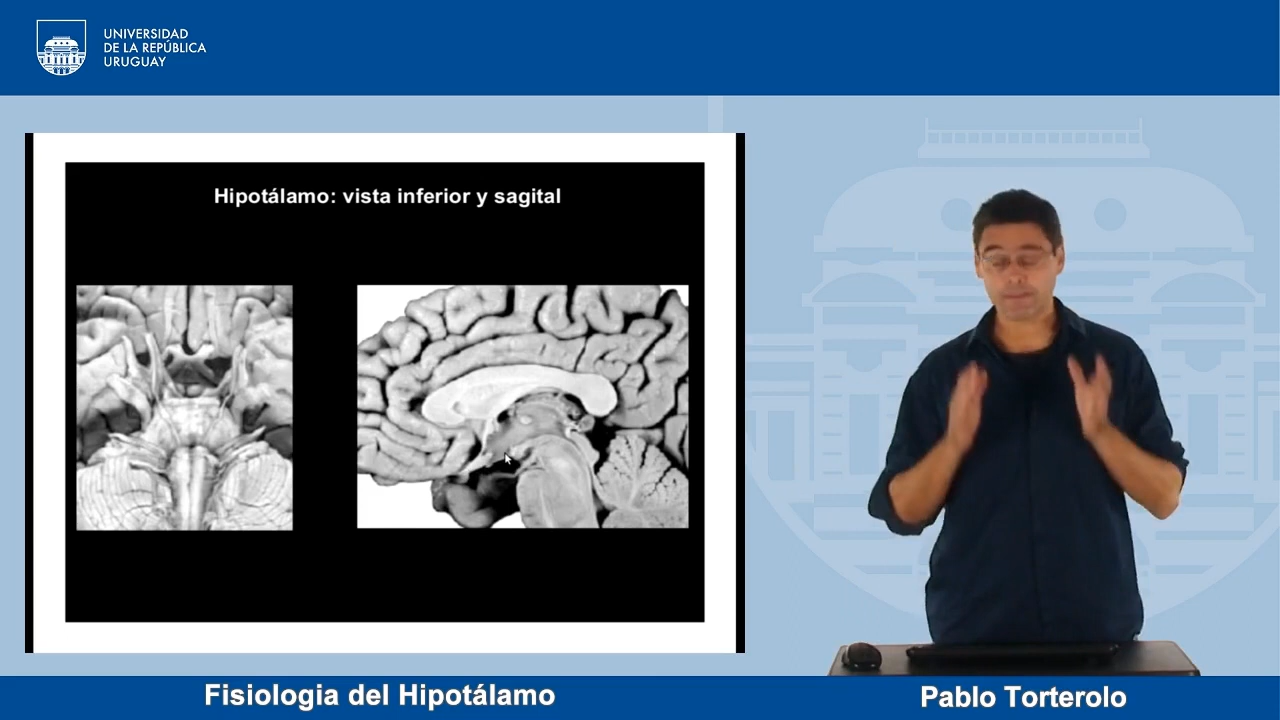 UNIVERSIDAD
DE LA REPÚBLICA
URUGUAY
Hipotálamo: vista inferior y sagital
Fisiologia del Hipotálamo
Pablo Torterolo